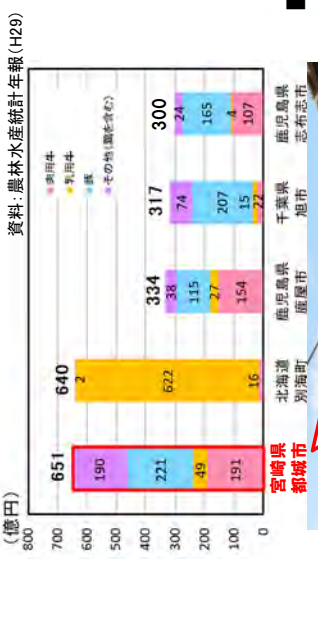 資料:農林水産統計年報(H29)
(億円)
800
700
600
500
400
300
200
100
0
肉用牛
乳用牛
豚
その他(鶏を含む)
651
190
221
49
191
640
2
622
16
334
38
115
27
154
317
74
207
15
22
300
24
165
4
107
宮崎県
都城市
北海道
別海町
鹿児島県
鹿屋市
千葉県
旭市
鹿児島県
志布志市